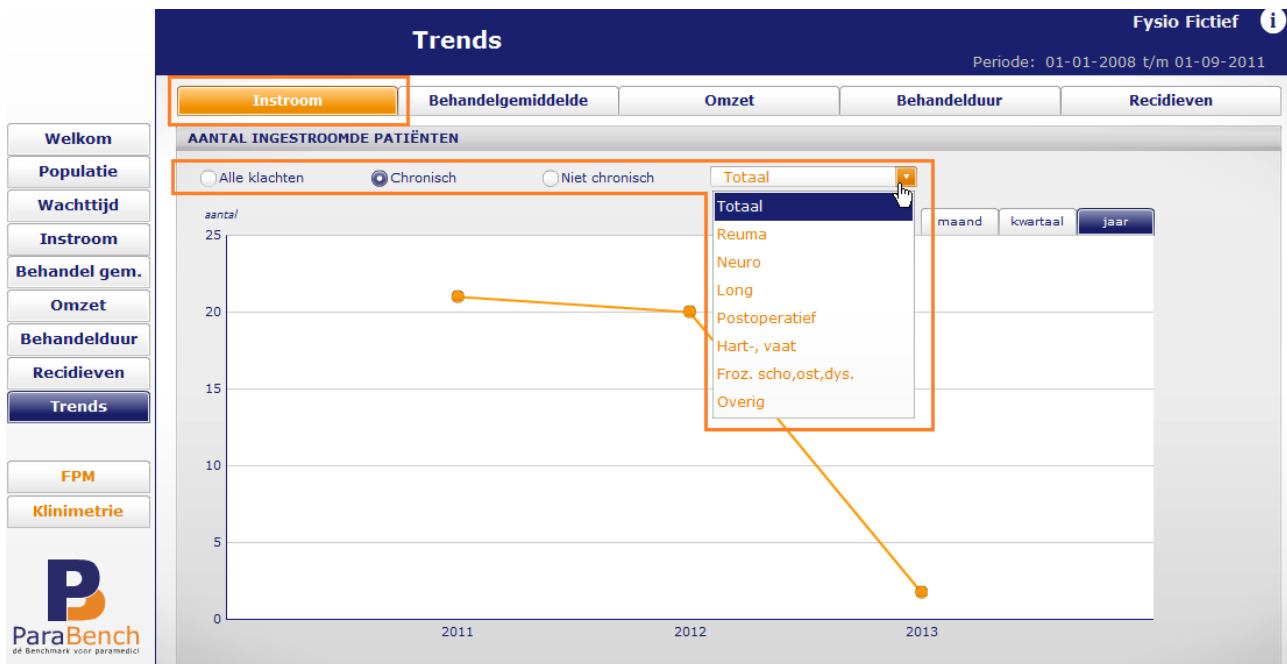 Trends
Fysio Fictief i
Periode: 01-01-2008 t/m 01-09-2011
Instroom Behandelgemiddelde Omzet Behandelduur Recidieven
Welkom
Populatie
Wachttijd
Instroom
Behandel gem.
Omzet
Behandelduur
Recidieven
Trends
FPM
Klinimetrie
ParaBench
dé Benchmark voor paramedici
AANTAL INGESTROOMDE PATIËNTEN
Alle klachten Chronisch Niet chronisch Totaal
Totaal
Reuma
Neuro
Long
Postoperatief
Hart-, vaat
Froz. scho,ost,dys.
Overig
maand kwartaal jaar
aantal
25
20
15
10
5
0
2011 2012 2013